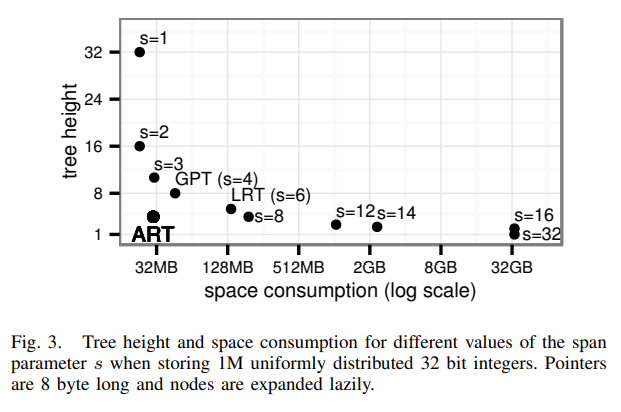 s=1
32
24
s=2
16
s=3
GPT (s=4)
8
LRT (s=6)
s=8
s=12 s=14
s=16
1
ART
s=32
tree height
32MB 128MB 512MB 2GB 8GB 32GB
space consumption (log scale)
Fig. 3. Tree height and space consumption for different values of the span
parameter s when storing 1M uniformly distributed 32 bit integers. Pointers
are 8 byte long and nodes are expanded lazily.